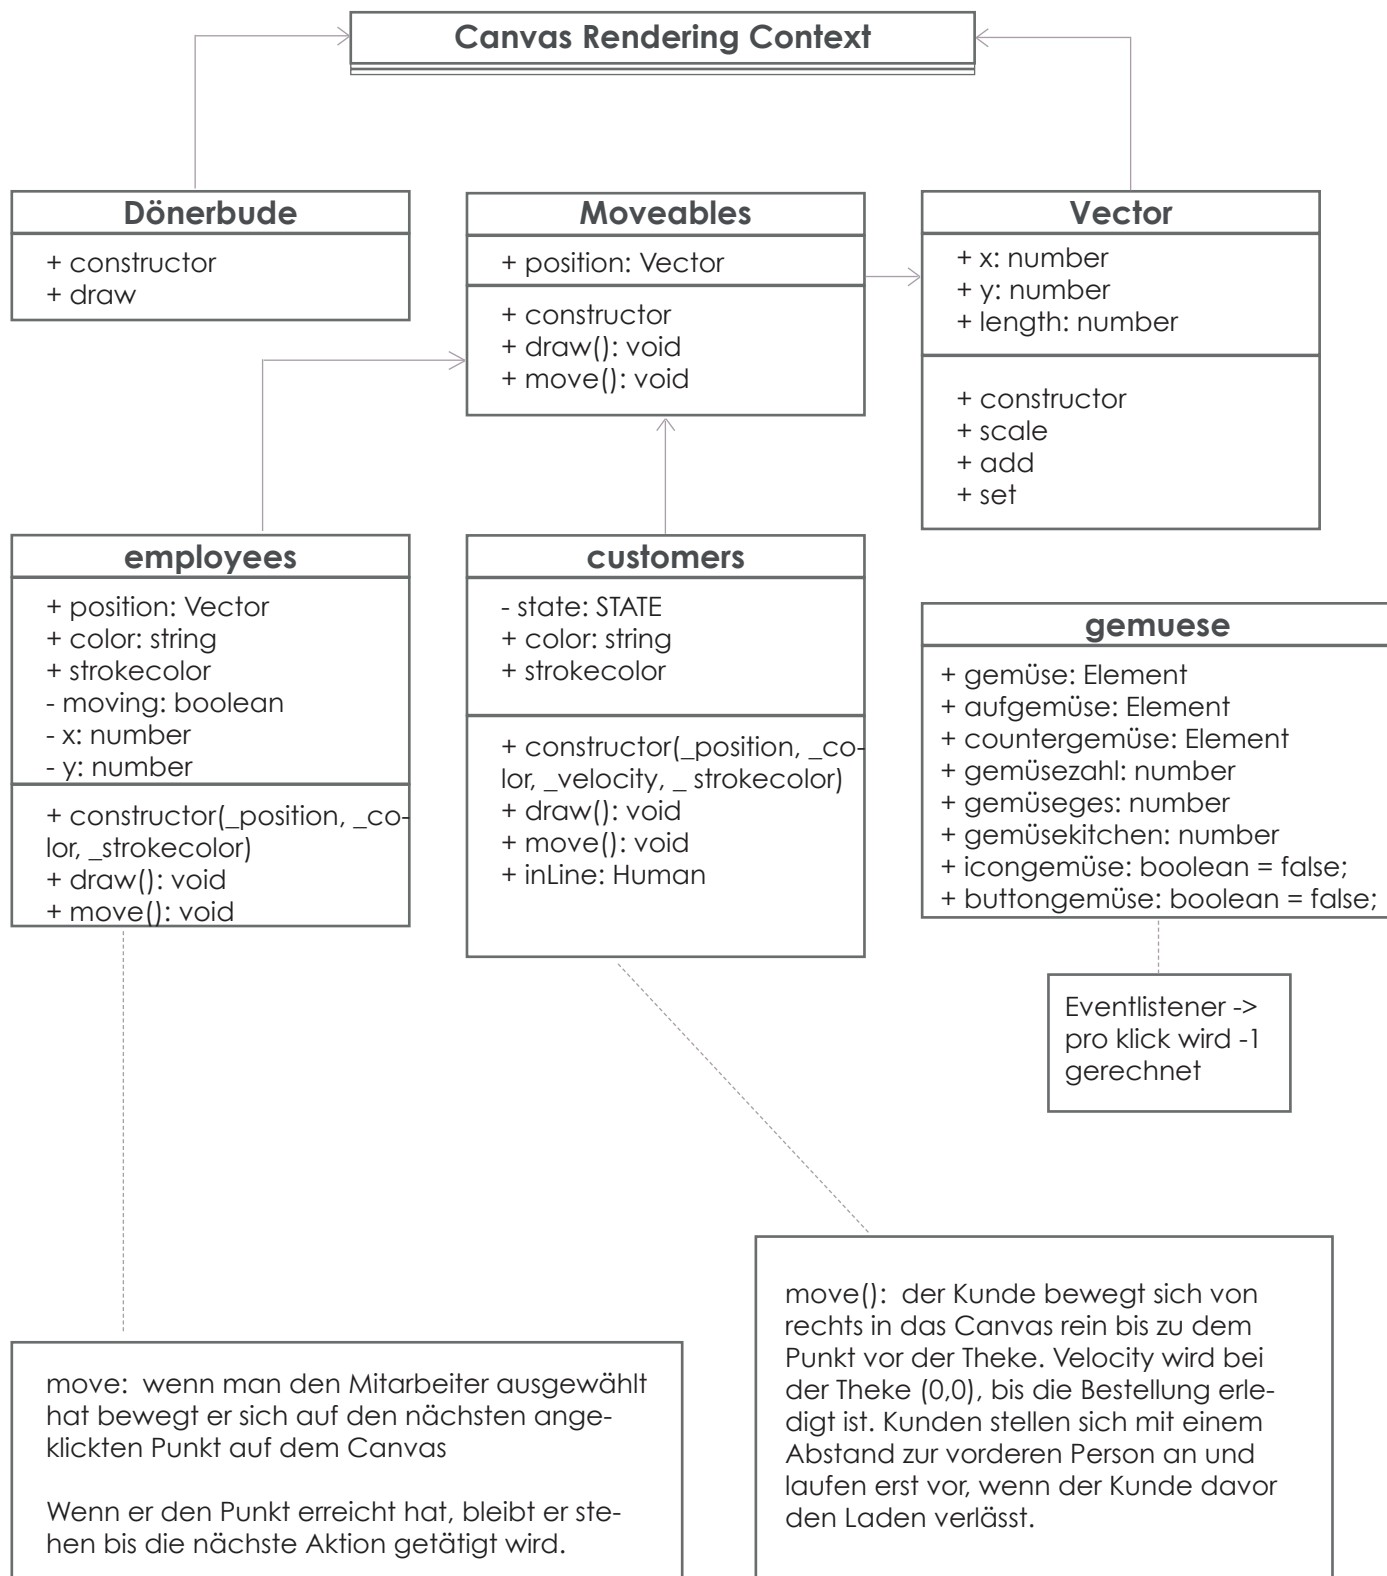 Canvas Rendering Context
Dönerbude
+ constructor
+ draw
Moveables
+ position: Vector
+ constructor
+ draw(): void
+ move(): void
Vector
+ x: number
+ y: number
+ length: number
+ constructor
+ scale
+ add
+ set
employees
+ position: Vector
+ color: string
+ strokecolor
- moving: boolean
- x: number
- y: number
+ constructor(_position, _co-
lor, _strokecolor)
+ draw(): void
+ move(): void
customers
- state: STATE
+ color: string
+ strokecolor
+ constructor(_position, _co-
lor, _velocity, _ strokecolor)
+ draw(): void
+ move(): void
+ inLine: Human
gemuese
+ gemüse: Element
+ aufgemüse: Element
+ countergemüse: Element
+ gemüsezahl: number
+ gemüseges: number
+ gemüsekitchen: number
+ icongemüse: boolean = false;
+ buttongemüse: boolean = false;
Eventlistener ->
pro klick wird -1
gerechnet
move:  wenn man den Mitarbeiter ausgewählt
hat bewegt er sich auf den nächsten ange-
klickten Punkt auf dem Canvas
Wenn er den Punkt erreicht hat, bleibt er ste-
hen bis die nächste Aktion getätigt wird.
move():  der Kunde bewegt sich von
rechts in das Canvas rein bis zu dem
Punkt vor der Theke. Velocity wird bei
der Theke (0,0), bis die Bestellung erle-
digt ist. Kunden stellen sich mit einem
Abstand zur vorderen Person an und
laufen erst vor, wenn der Kunde davor
den Laden verlässt.